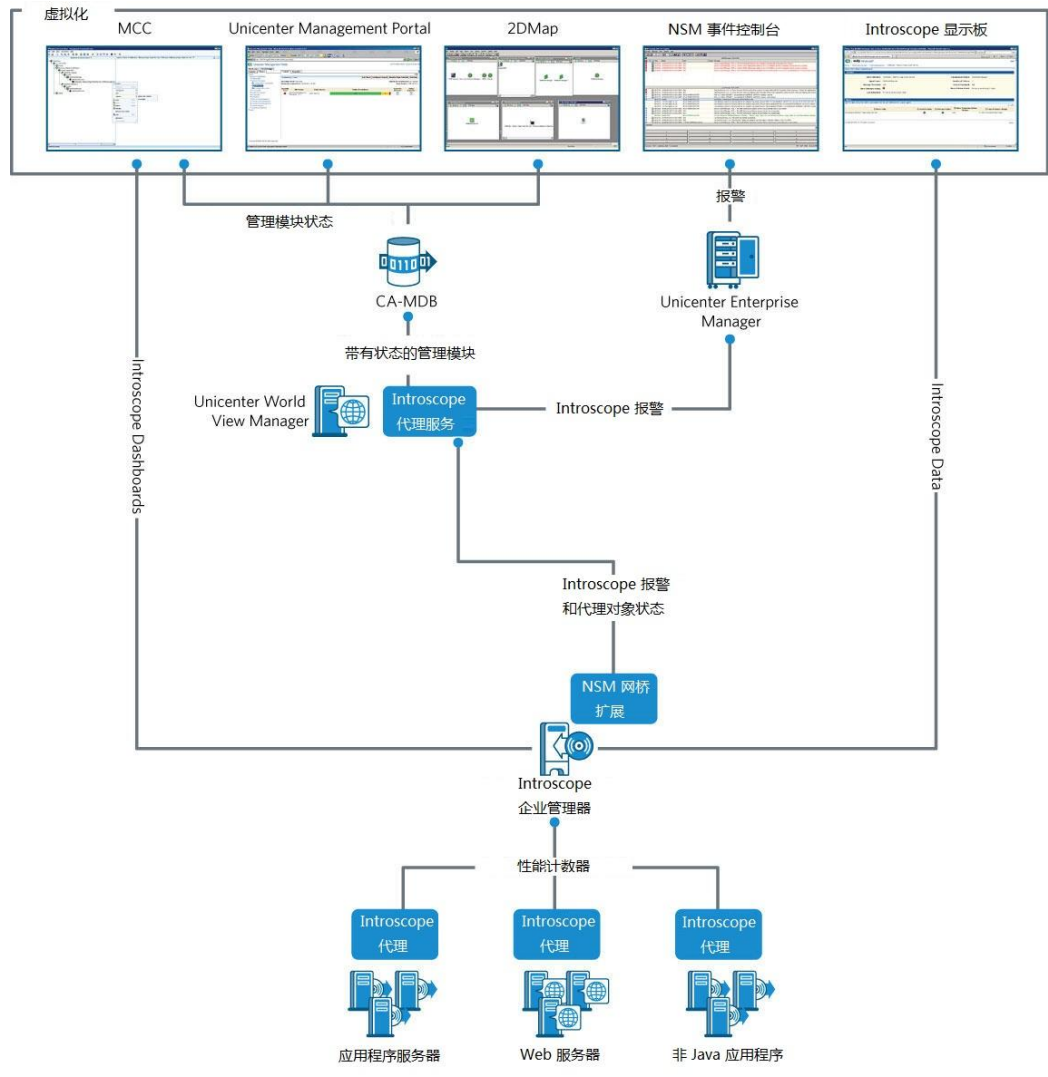 虚拟化
MCC
Unicenter Management Portal
2DMap
NSM 事件控制台
Introscope 显示板
管理模块状态
报警
CA-MDB
Unicenter Enterprise
Manager
带有状态的管理模块
Unicenter World
View Manager
Introscope
代理服务
Introscope 报警
Introscope Dashboards
Introscope Data
Introscope 报警
和代理对象状态
NSM 网桥
扩展
Introscope
企业管理器
性能计数器
Introscope
代理
Introscope
代理
Introscope
代理
应用程序服务器
Web 服务器
非 Java 应用程序